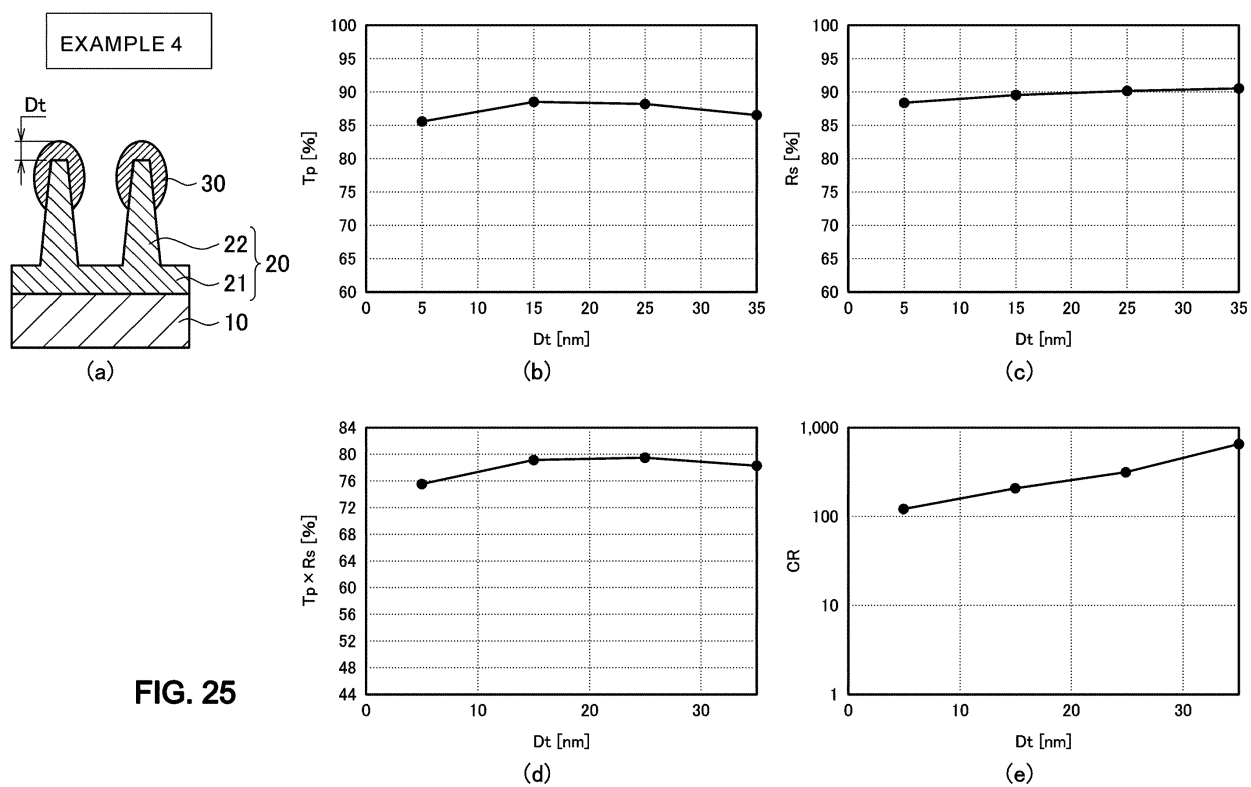 EXAMPLE 4
Dt
30
22
21
20
10
(a)
100
95
90
85
80
75
70
65
60
Tp [%]
0 5 10 15 20 25 30 35
Dt [nm]
(b)
100
95
90
85
80
75
70
65
60
Rs [%]
0 5 10 15 20 25 30 35
Dt [nm]
(c)
84
80
76
72
68
64
60
56
52
48
44
Tp × Rs [%]
0 10 20 30
Dt [nm]
(d)
1,000
100
10
1
CR
0 10 20 30
Dt [nm]
(e)
FIG. 25